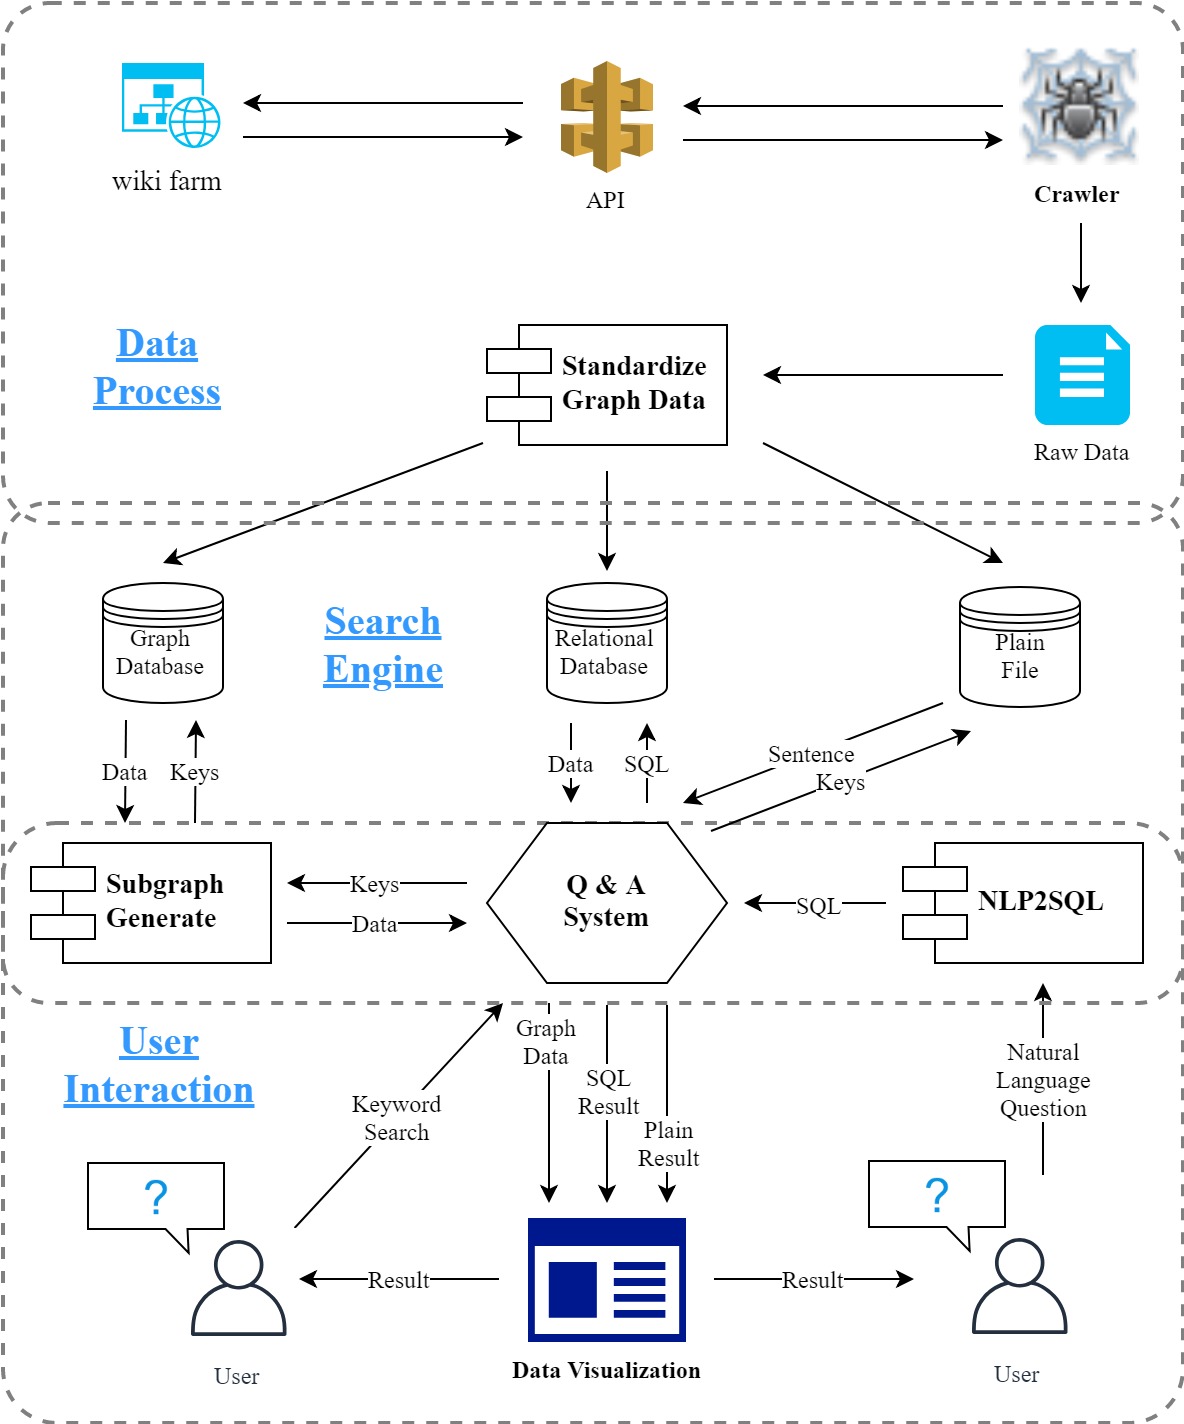 wiki farm
API
Crawler
Data
Process
Standardize
Graph Data
Raw Data
Search
Engine
Graph
Database
Relational
Database
Plain
File
Data
Keys
Data
SQL
Sentence
Keys
Subgraph
Generate
Keys
Data
Q & A
System
SQL
NLP2SQL
User
Interaction
Graph
Data
SQL
Result
Plain
Result
Keyword
Search
Natural
Language
Question
?
?
Result
Result
User
Data Visualization
User